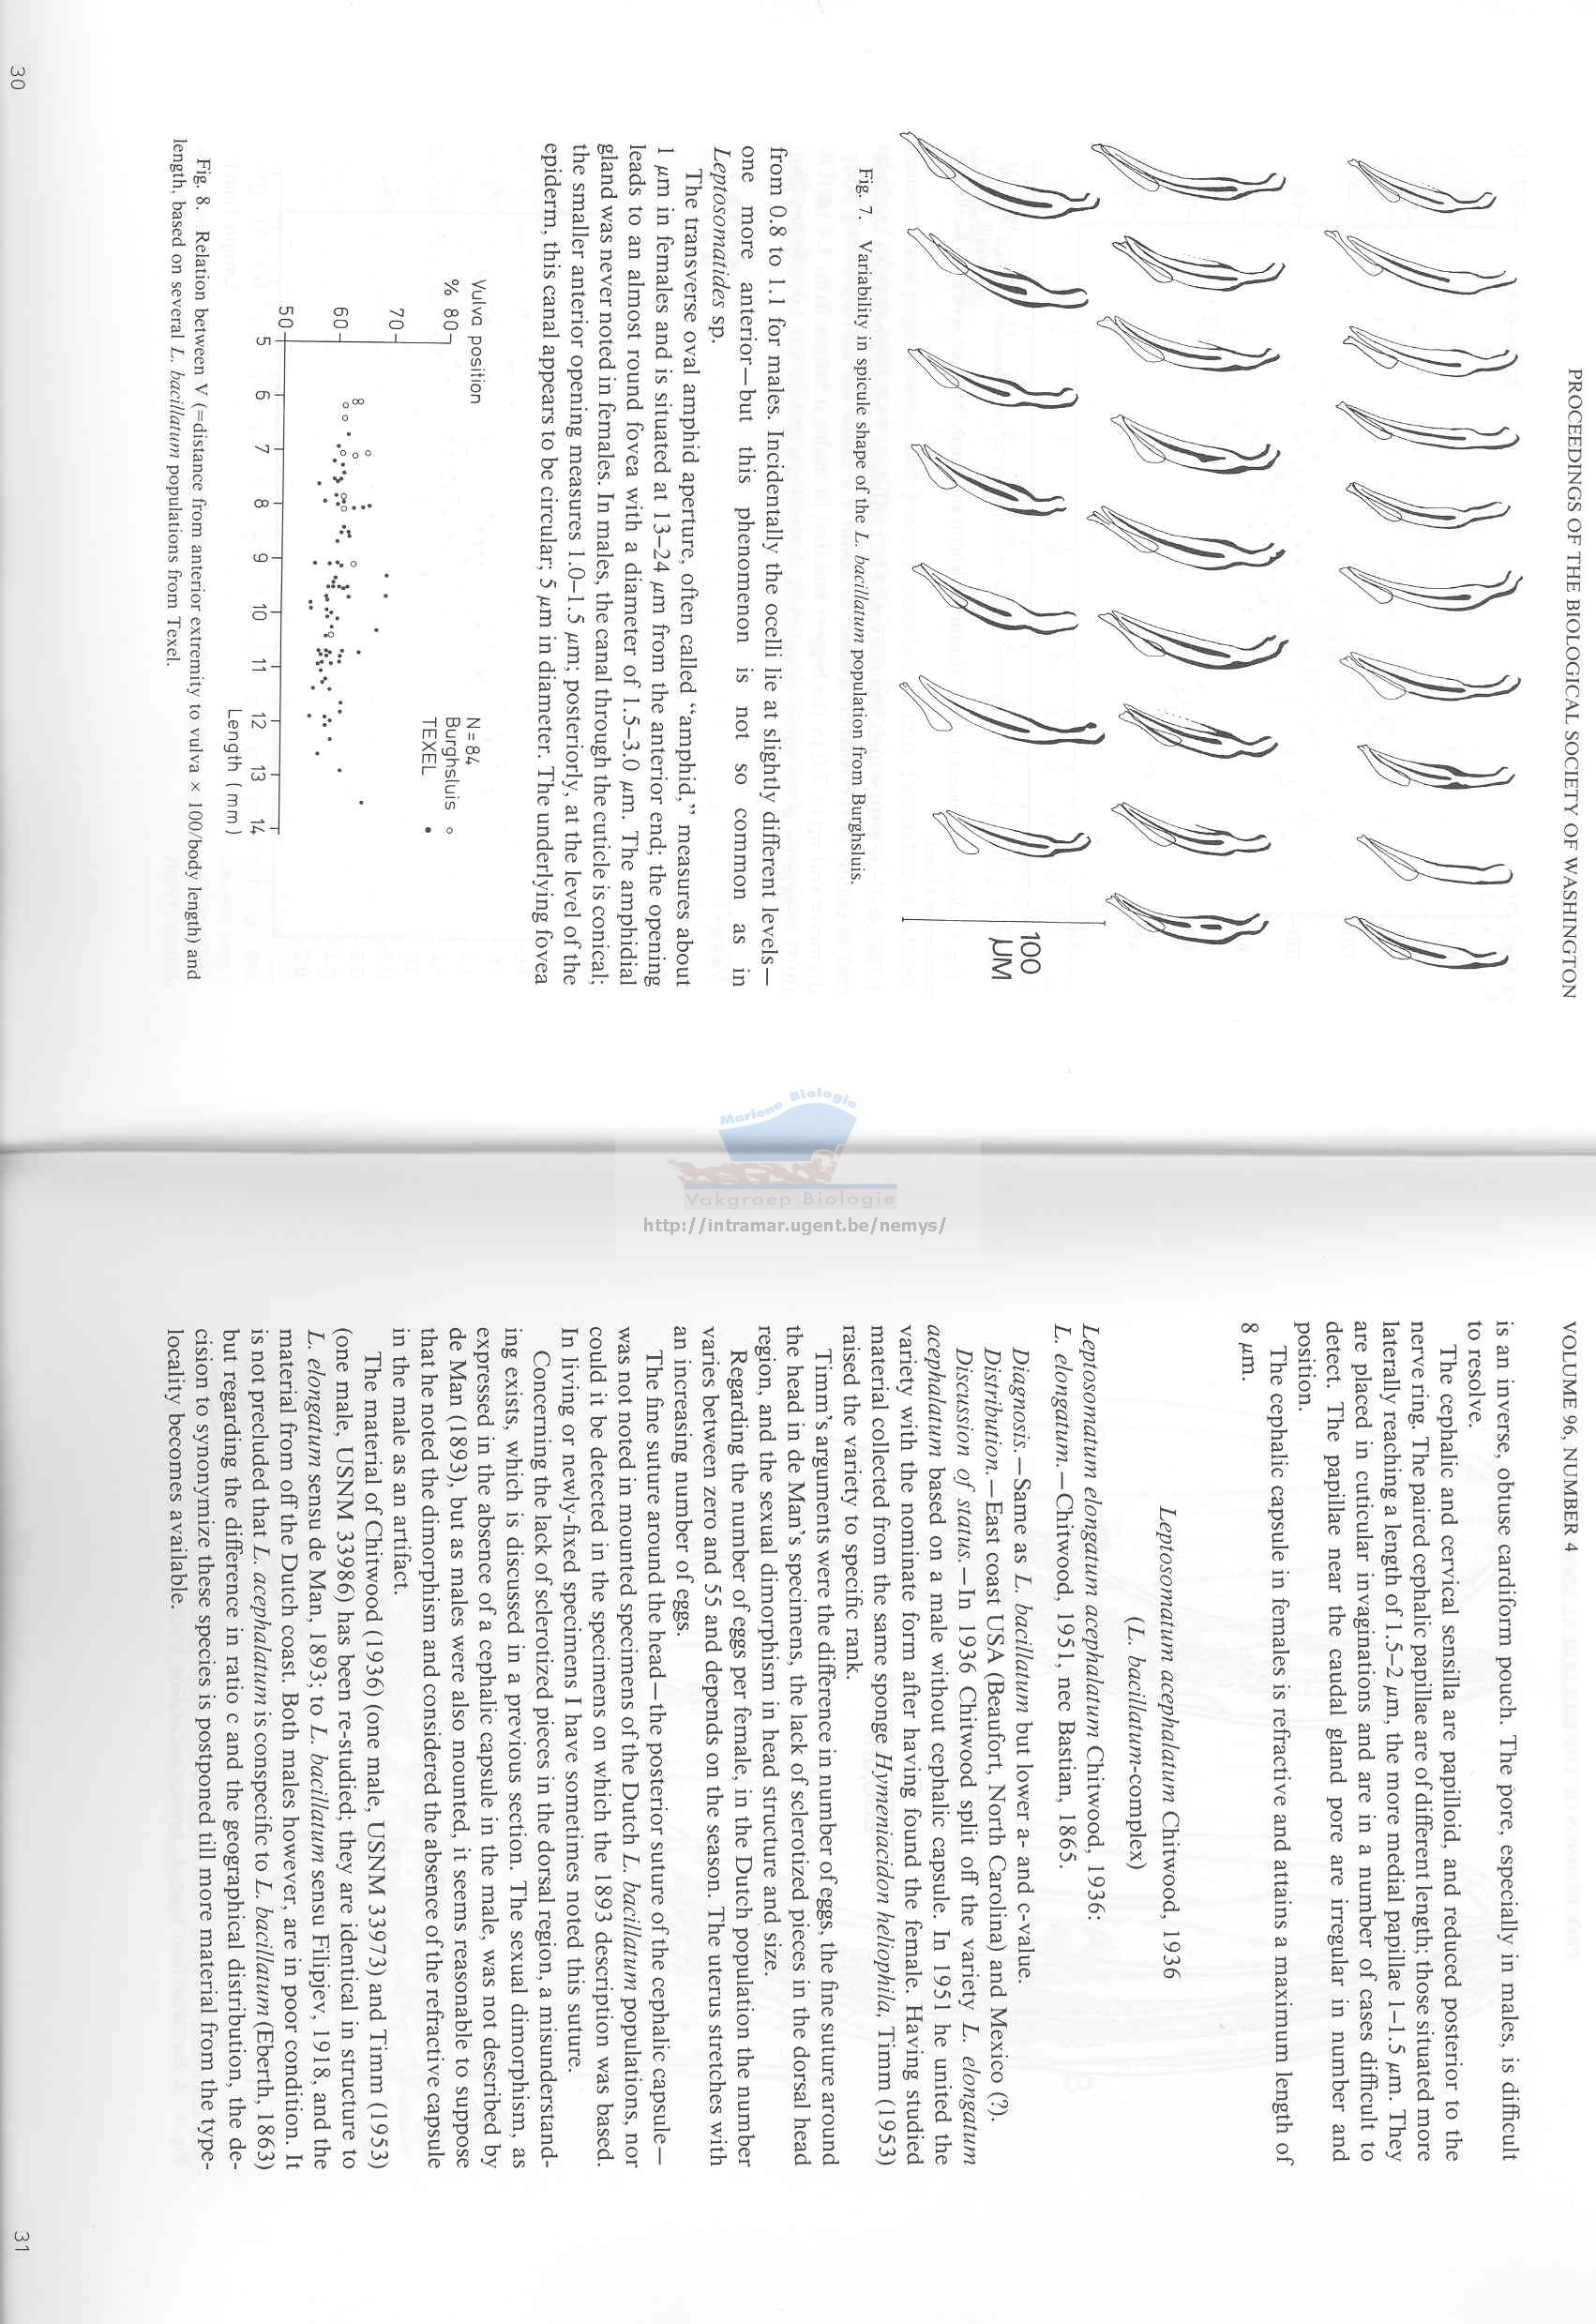 PROCEEDINGS OF THE BIOLOGICAL SOCIETY OF WASHINGTON
100
µM
Fig. 7. Variability in spicule shape of the L. bacillatum population from Burghsluis.
from 0.8 to 1.1 for males. Incidentally the ocelli lie at slightly different levels—
one more anterior—but this phenomenon is not so common as in
Leptosomatides sp.
The transverse oval amphid aperture, often called “amphid,” measures about
1 µm in females and is situated at 13–24 µm from the anterior end; the opening
leads to an almost round fovea with a diameter of 1.5–3.0 µm. The amphidial
gland was never noted in females. In males, the canal through the cuticle is conical;
the smaller anterior opening measures 1.0–1.5 µm; posteriorly, at the level of the
epiderm, this canal appears to be circular; 5 µm in diameter. The underlying fovea
Vulva position
% 80
70
60
50
5 6 7 8 9 10 11 12 13 14
Length (mm)
N=84
Burghsluis ○
TEXEL •
Fig. 8. Relation between V (=distance from anterior extremity to vulva × 100/body length) and
length, based on several L. bacillatum populations from Texel.
30
Mariene Biologie
Vakgroep Biologie
http://intramar.ugent.be/nemys/
VOLUME 96, NUMBER 4
is an inverse, obtuse cardiform pouch. The pore, especially in males, is difficult
to resolve.
The cephalic and cervical sensilla are papilloid, and reduced posterior to the
nerve ring. The paired cephalic papillae are of different length; those situated more
laterally reaching a length of 1.5–2 µm, the more medial papillae 1–1.5 µm. They
are placed in cuticular invaginations and are in a number of cases difficult to
detect. The papillae near the caudal gland pore are irregular in number and
position.
The cephalic capsule in females is refractive and attains a maximum length of
8 µm.
Leptosomatum acephalatum Chitwood, 1936
(L. bacillatum-complex)
Leptosomatum elongatum acephalatum Chitwood, 1936:
L. elongatum.—Chitwood, 1951, nec Bastian, 1865.
Diagnosis.—Same as L. bacillatum but lower a- and c-value.
Distribution.—East coast USA (Beaufort, North Carolina) and Mexico (?).
Discussion of status.—In 1936 Chitwood split off the variety L. elongatum
acephalatum based on a male without cephalic capsule. In 1951 he united the
variety with the nominate form after having found the female. Having studied
material collected from the same sponge Hymeniacidon heliophila, Timm (1953)
raised the variety to specific rank.
Timm’s arguments were the difference in number of eggs, the fine suture around
the head in de Man’s specimens, the lack of sclerotized pieces in the dorsal head
region, and the sexual dimorphism in head structure and size.
Regarding the number of eggs per female, in the Dutch population the number
varies between zero and 55 and depends on the season. The uterus stretches with
an increasing number of eggs.
The fine suture around the head—the posterior suture of the cephalic capsule—
was not noted in mounted specimens of the Dutch L. bacillatum populations, nor
could it be detected in the specimens on which the 1893 description was based.
In living or newly-fixed specimens I have sometimes noted this suture.
Concerning the lack of sclerotized pieces in the dorsal region, a misunderstand-
ing exists, which is discussed in a previous section. The sexual dimorphism, as
expressed in the absence of a cephalic capsule in the male, was not described by
de Man (1893), but as males were also mounted, it seems reasonable to suppose
that he noted the dimorphism and considered the absence of the refractive capsule
in the male as an artifact.
The material of Chitwood (1936) (one male, USNM 33973) and Timm (1953)
(one male, USNM 33986) has been re-studied; they are identical in structure to
L. elongatum sensu de Man, 1893; to L. bacillatum sensu Filipjev, 1918, and the
material from off the Dutch coast. Both males however, are in poor condition. It
is not precluded that L. acephalatum is conspecific to L. bacillatum (Eberth, 1863)
but regarding the difference in ratio c and the geographical distribution, the de-
cision to synonymize these species is postponed till more material from the type-
locality becomes available.
31